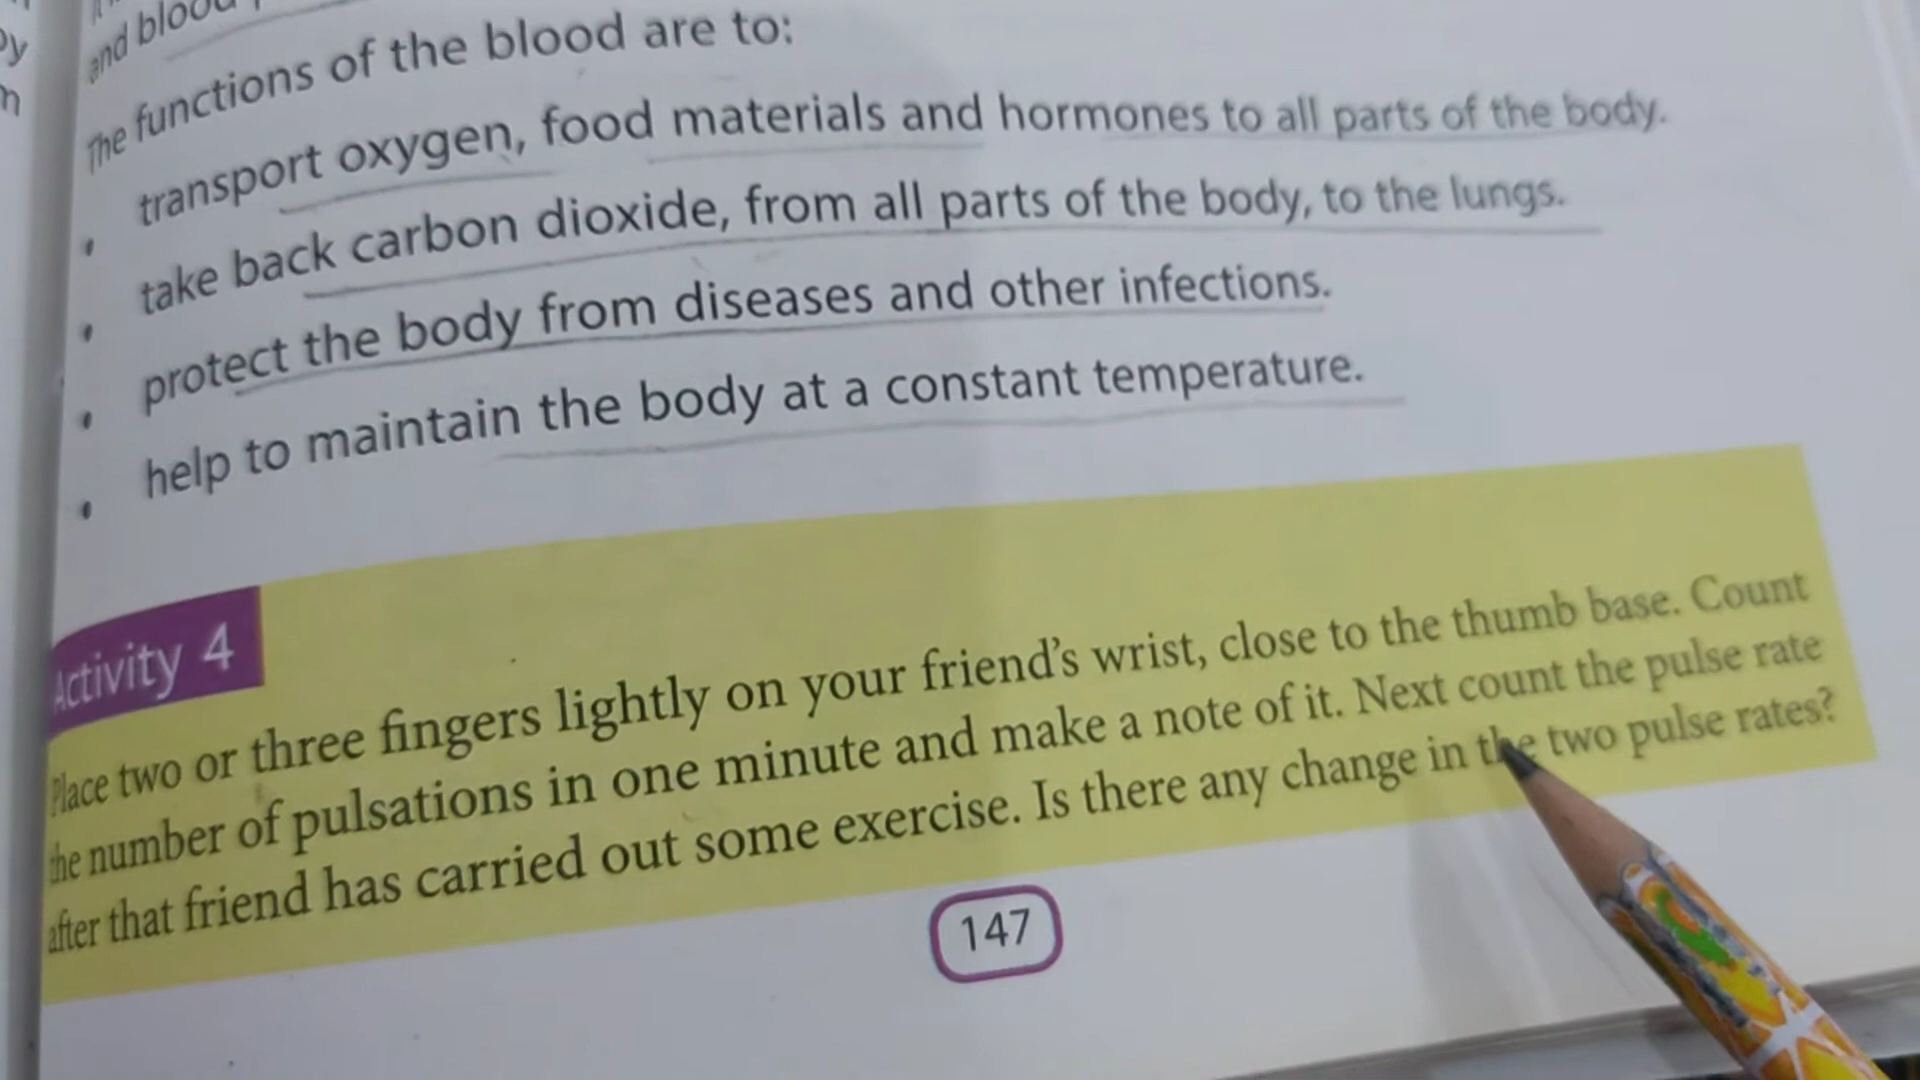 and blood
The functions of the blood are to:
• transport oxygen, food materials and hormones to all parts of the body.
• take back carbon dioxide, from all parts of the body, to the lungs.
• protect the body from diseases and other infections.
• help to maintain the body at a constant temperature.
Activity 4
Place two or three fingers lightly on your friend's wrist, close to the thumb base. Count
the number of pulsations in one minute and make a note of it. Next count the pulse rate
after that friend has carried out some exercise. Is there any change in the two pulse rates?
147